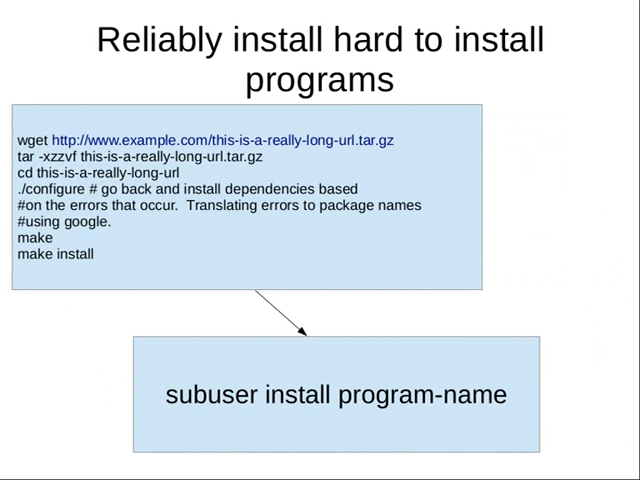 Reliably install hard to install
programs
wget http://www.example.com/this-is-a-really-long-url.tar.gz
tar -xzzvf this-is-a-really-long-url.tar.gz
cd this-is-a-really-long-url
./configure # go back and install dependencies based
#on the errors that occur.  Translating errors to package names
#using google.
make
make install
subuser install program-name